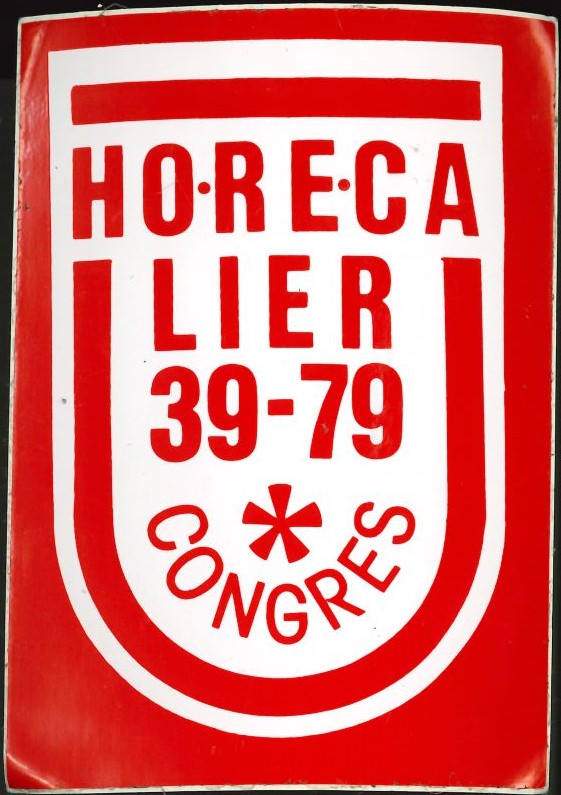 HO·RE·CA
LIER
39-79
CONGRES